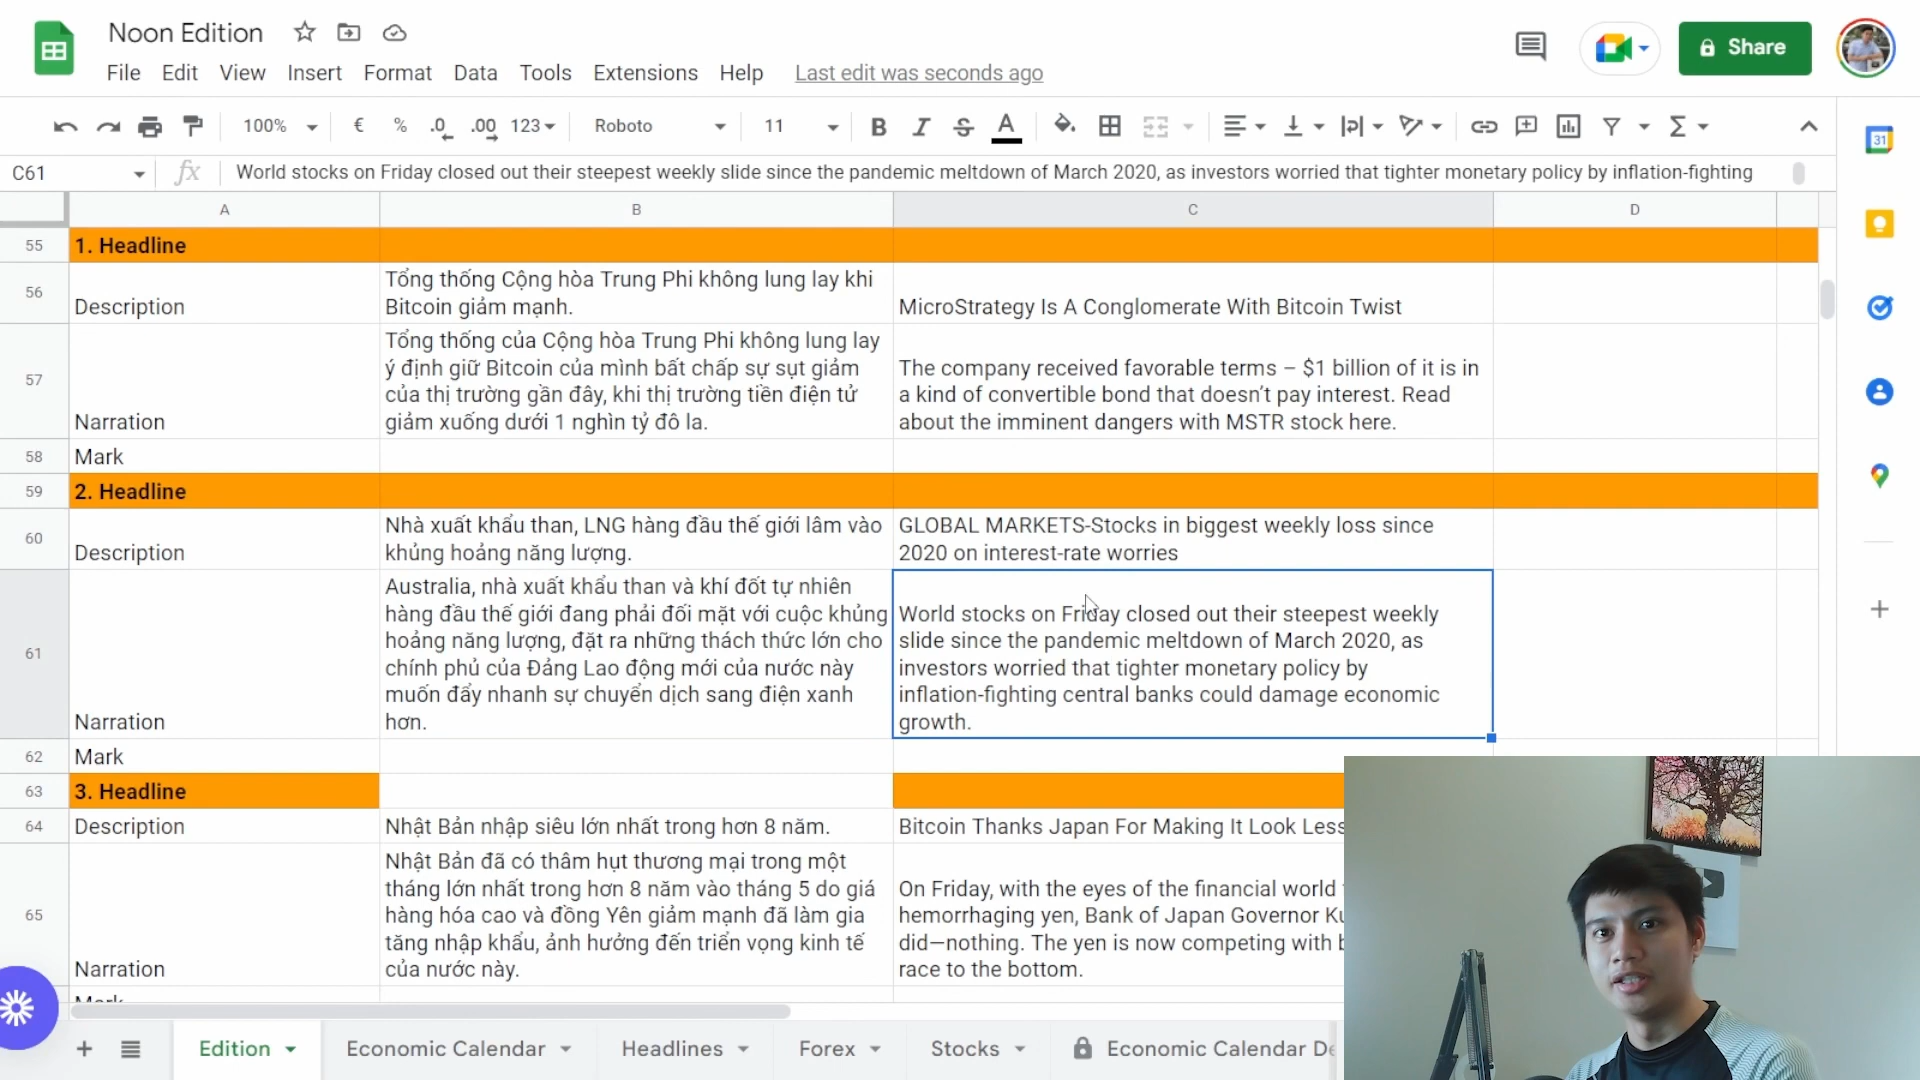 Noon Edition
File Edit View Insert Format Data Tools Extensions Help Last edit was seconds ago
Share
100% € % .0 .00 123 Roboto 11 B I S A Σ
31
C61 fx World stocks on Friday closed out their steepest weekly slide since the pandemic meltdown of March 2020, as investors worried that tighter monetary policy by inflation-fighting
A B C D
55 1. Headline
56 Description
Tổng thống Cộng hòa Trung Phi không lung lay khi
Bitcoin giảm mạnh.
MicroStrategy Is A Conglomerate With Bitcoin Twist
57 Narration
Tổng thống của Cộng hòa Trung Phi không lung lay
ý định giữ Bitcoin của mình bất chấp sự sụt giảm
của thị trường gần đây, khi thị trường tiền điện tử
giảm xuống dưới 1 nghìn tỷ đô la.
The company received favorable terms – $1 billion of it is in
a kind of convertible bond that doesn’t pay interest. Read
about the imminent dangers with MSTR stock here.
58 Mark
59 2. Headline
60 Description
Nhà xuất khẩu than, LNG hàng đầu thế giới lâm vào
khủng hoảng năng lượng.
GLOBAL MARKETS-Stocks in biggest weekly loss since
2020 on interest-rate worries
61 Narration
Australia, nhà xuất khẩu than và khí đốt tự nhiên
hàng đầu thế giới đang phải đối mặt với cuộc khủng
hoảng năng lượng, đặt ra những thách thức lớn cho
chính phủ của Đảng Lao động mới của nước này
muốn đẩy nhanh sự chuyển dịch sang điện xanh
hơn.
World stocks on Friday closed out their steepest weekly
slide since the pandemic meltdown of March 2020, as
investors worried that tighter monetary policy by
inflation-fighting central banks could damage economic
growth.
62 Mark
63 3. Headline
64 Description
Nhật Bản nhập siêu lớn nhất trong hơn 8 năm.
Bitcoin Thanks Japan For Making It Look Less
65 Narration
Nhật Bản đã có thâm hụt thương mại trong một
tháng lớn nhất trong hơn 8 năm vào tháng 5 do giá
hàng hóa cao và đồng Yên giảm mạnh đã làm gia
tăng nhập khẩu, ảnh hưởng đến triển vọng kinh tế
của nước này.
On Friday, with the eyes of the financial world
hemorrhaging yen, Bank of Japan Governor
did—nothing. The yen is now competing with
race to the bottom.
Mark
Edition Economic Calendar Headlines Forex Stocks Economic Calendar